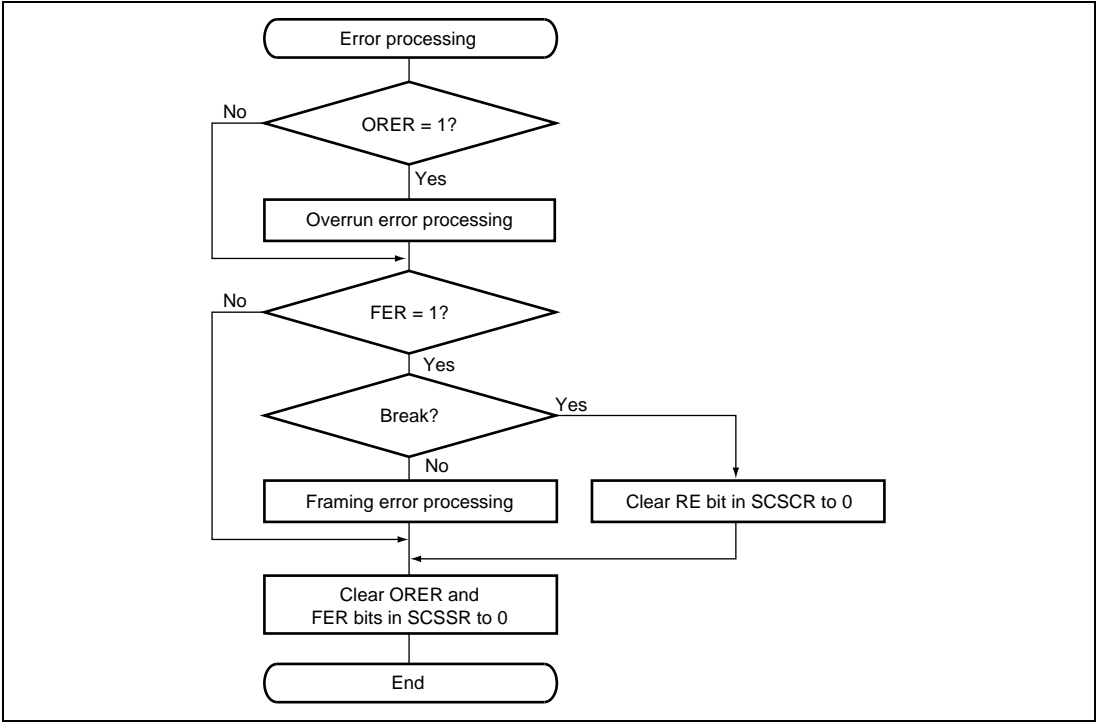 Error processing
No
ORER = 1?
Yes
Overrun error processing
No
FER = 1?
Yes
Break?
Yes
No
Framing error processing
Clear RE bit in SCSCR to 0
Clear ORER and
FER bits in SCSSR to 0
End